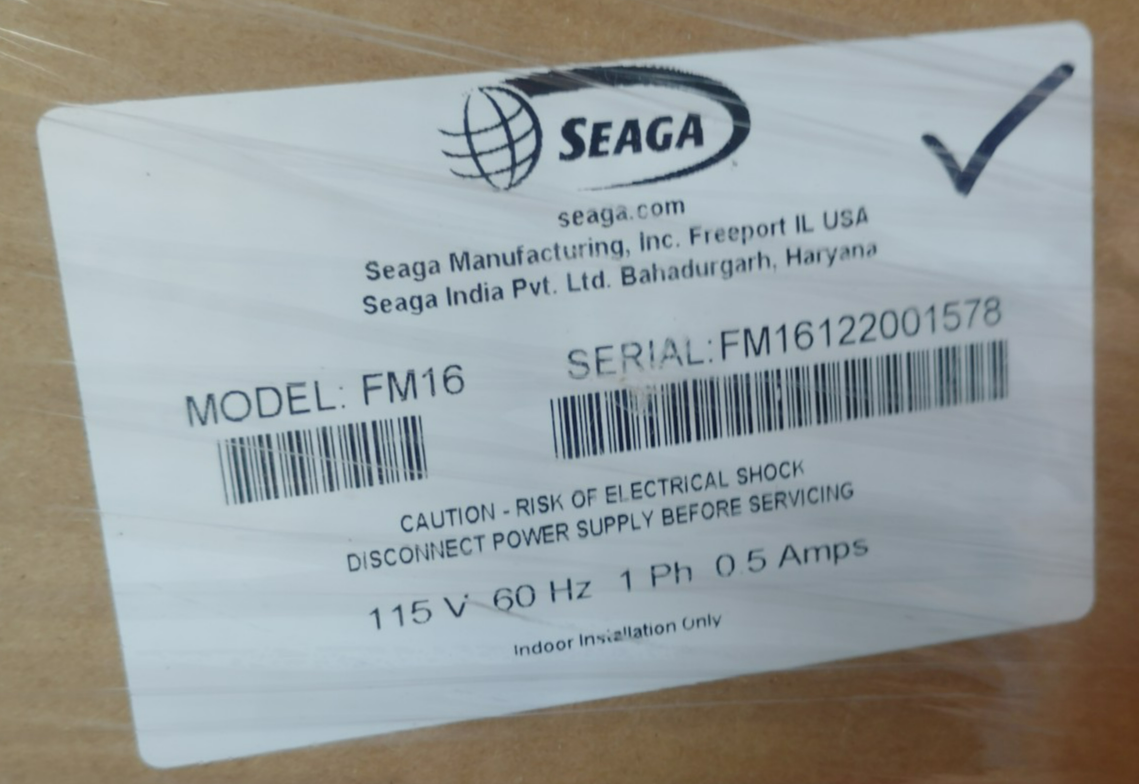 SEAGA
seaga.com
Seaga Manufacturing, Inc. Freeport IL USA
Seaga India Pvt. Ltd. Bahadurgarh, Haryana
MODEL: FM16
SERIAL:FM16122001578
CAUTION - RISK OF ELECTRICAL SHOCK
DISCONNECT POWER SUPPLY BEFORE SERVICING
115 V 60 Hz 1 Ph 0.5 Amps
Indoor Installation Only